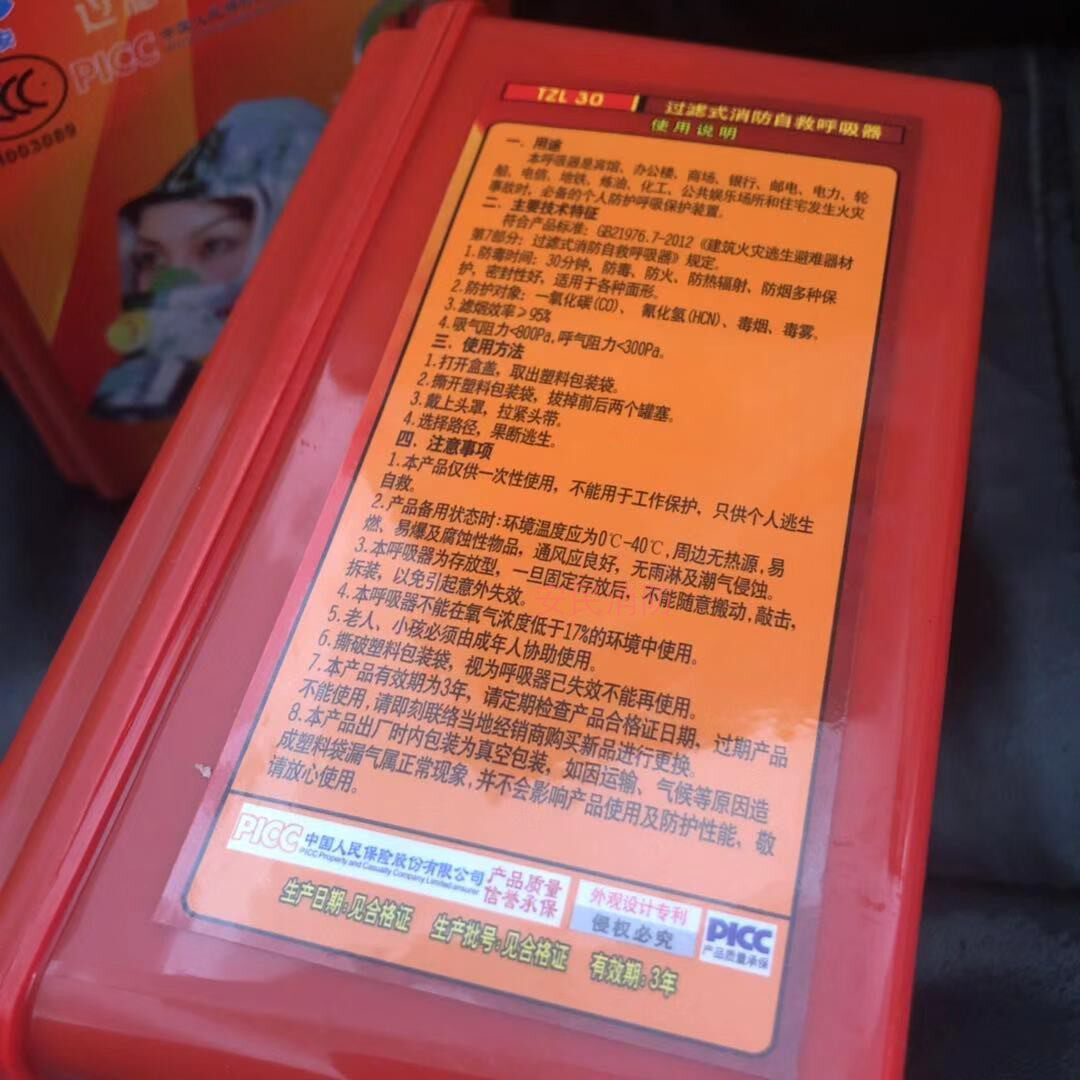 PICC
TZL 30 过滤式消防自救呼吸器
使用说明
一、用途
本呼吸器是宾馆、办公楼、商场、银行、邮电、电力、轮
船、电信、地铁、炼油、化工、公共娱乐场所和住宅发生火灾
事故时，必备的个人防护呼吸保护装置。
二、主要技术特征
符合产品标准：GB21976.7-2012《建筑火灾逃生避难器材
第7部分：过滤式消防自救呼吸器》规定。
1.防毒时间：30分钟，防毒、防火、防热辐射、防烟多种保
护、密封性好，适用于各种面形。
2.防护对象：一氧化碳(CO)、氰化氢(HCN)、毒烟、毒雾。
3.滤烟效率≥95%
4.吸气阻力<800Pa,呼气阻力<300Pa。
三、使用方法
1.打开盒盖，取出塑料包装袋。
2.撕开塑料包装袋，拔掉前后两个罐塞。
3.戴上头罩，拉紧头带。
4.选择路径，果断逃生。
四、注意事项
1.本产品仅供一次性使用，不能用于工作保护，只供个人逃生
自救。
2.产品备用状态时:环境温度应为0℃-40℃,周边无热源,易
燃、易爆及腐蚀性物品，通风应良好，无雨淋及潮气侵蚀。
3.本呼吸器为存放型，一旦固定存放后，不能随意搬动,敲击,
拆装，以免引起意外失效。
4.本呼吸器不能在氧气浓度低于17%的环境中使用。
5.老人、小孩必须由成年人协助使用。
6.撕破塑料包装袋，视为呼吸器已失效不能再使用。
7.本产品有效期为3年，请定期检查产品合格证日期，过期产品
不能使用,请即刻联络当地经销商购买新品进行更换。
8.本产品出厂时内包装为真空包装，如因运输、气候等原因造
成塑料袋漏气属正常现象,并不会影响产品使用及防护性能，敬
请放心使用。
安民消防
PICC 中国人民保险股份有限公司
PICC Property and Casualty Company Limited.ansurer
产品质量
信誉承保
外观设计专利
侵权必究
PICC
产品质量承保
生产日期:见合格证 生产批号:见合格证 有效期:3年